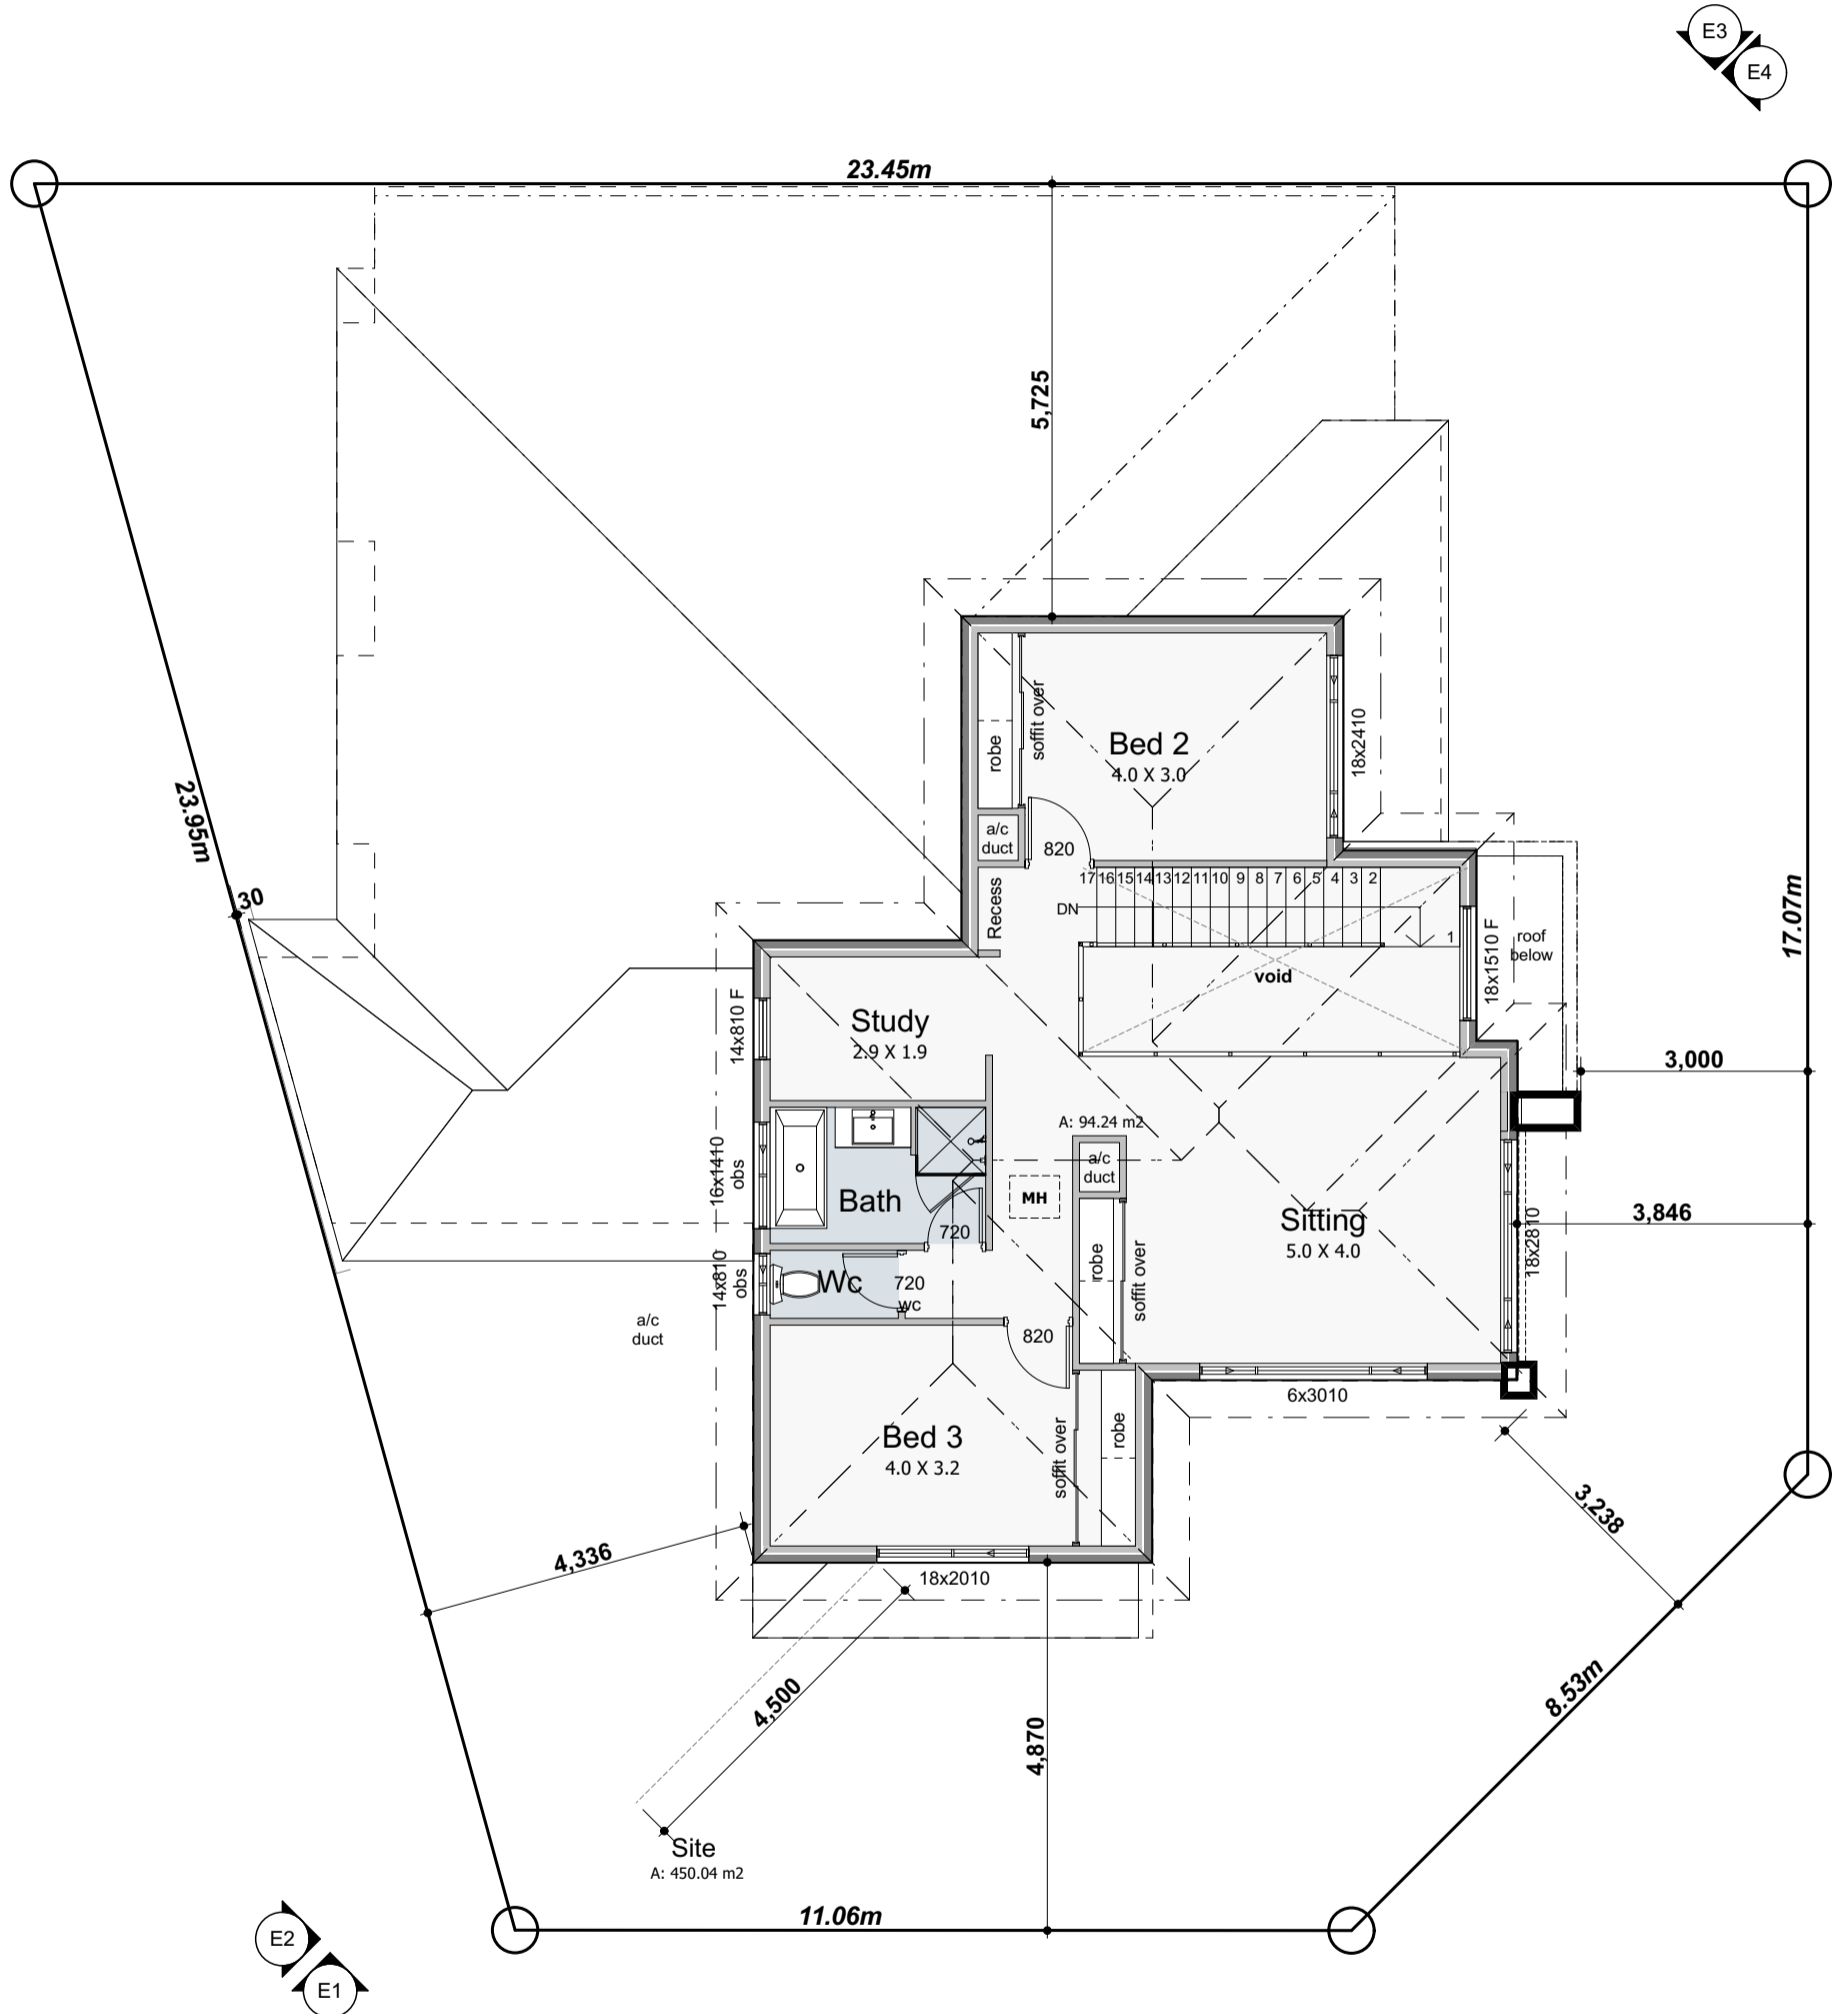 E3
E4
23.45m
5,725
23.95m
30
17.07m
Bed 2
4.0 X 3.0
robe
soffit over
18x2410
a/c
duct
820
Recess
17 16 15 14 13 12 11 10 9 8 7 6 5 4 3 2
DN
1
void
18x1510 F
roof
below
Study
2.9 X 1.9
14x810 F
3,000
A: 94.24 m2
a/c
duct
MH
16x1410
obs
Bath
720
Sitting
5.0 X 4.0
3,846
18x2810
robe
soffit over
14x810
obs
Wc
720
wc
a/c
duct
820
6x3010
Bed 3
4.0 X 3.2
soffit over
robe
3,238
4,336
18x2010
4,500
4,870
8.53m
Site
A: 450.04 m2
11.06m
E2
E1